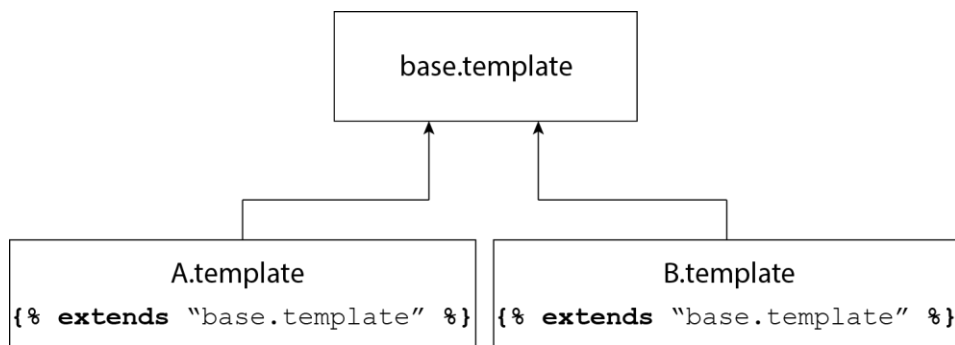 base.template
A.template
{% extends “base.template” %}
B.template
{% extends “base.template” %}